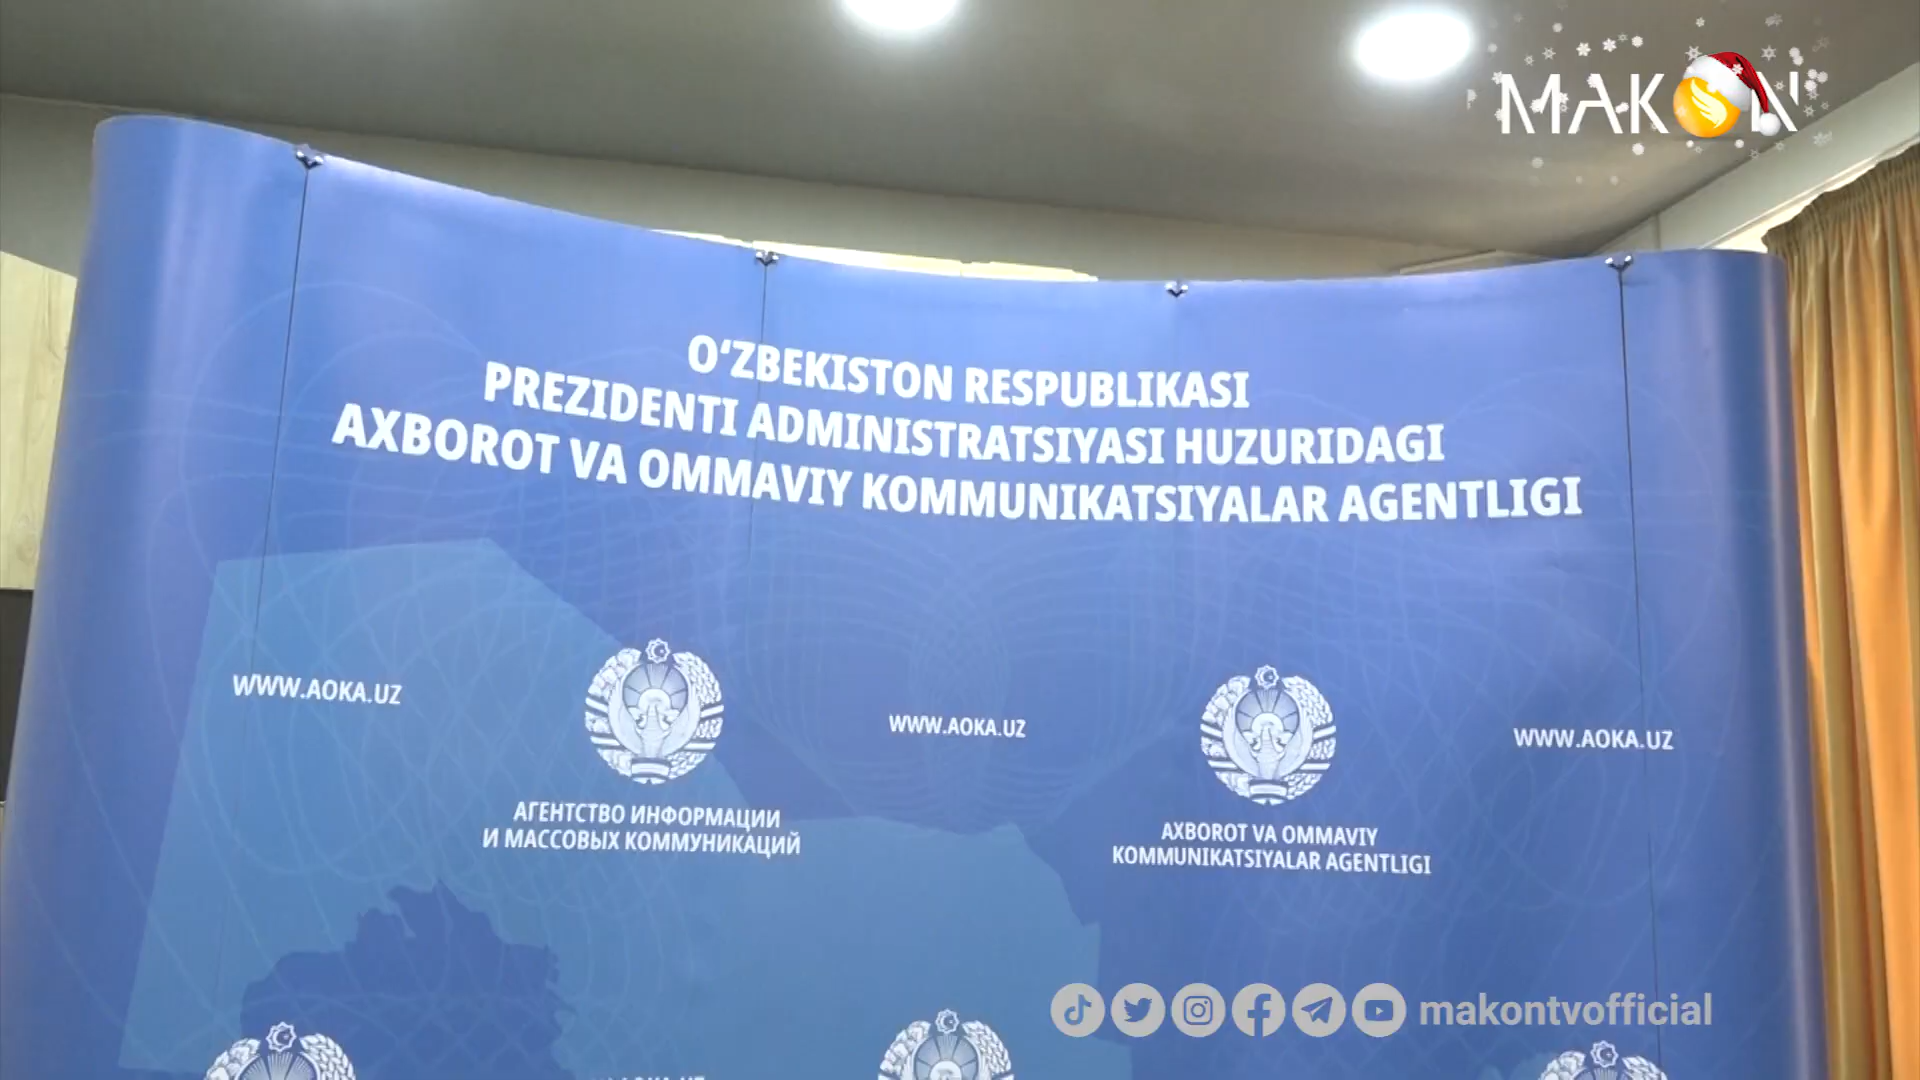 MAKON
O‘ZBEKISTON RESPUBLIKASI
PREZIDENTI ADMINISTRATSIYASI HUZURIDAGI
AXBOROT VA OMMAVIY KOMMUNIKATSIYALAR AGENTLIGI
WWW.AOKA.UZ
WWW.AOKA.UZ
WWW.AOKA.UZ
АГЕНТСТВО ИНФОРМАЦИИ
И МАССОВЫХ КОММУНИКАЦИЙ
AXBOROT VA OMMAVIY
KOMMUNIKATSIYALAR AGENTLIGI
makontvofficial